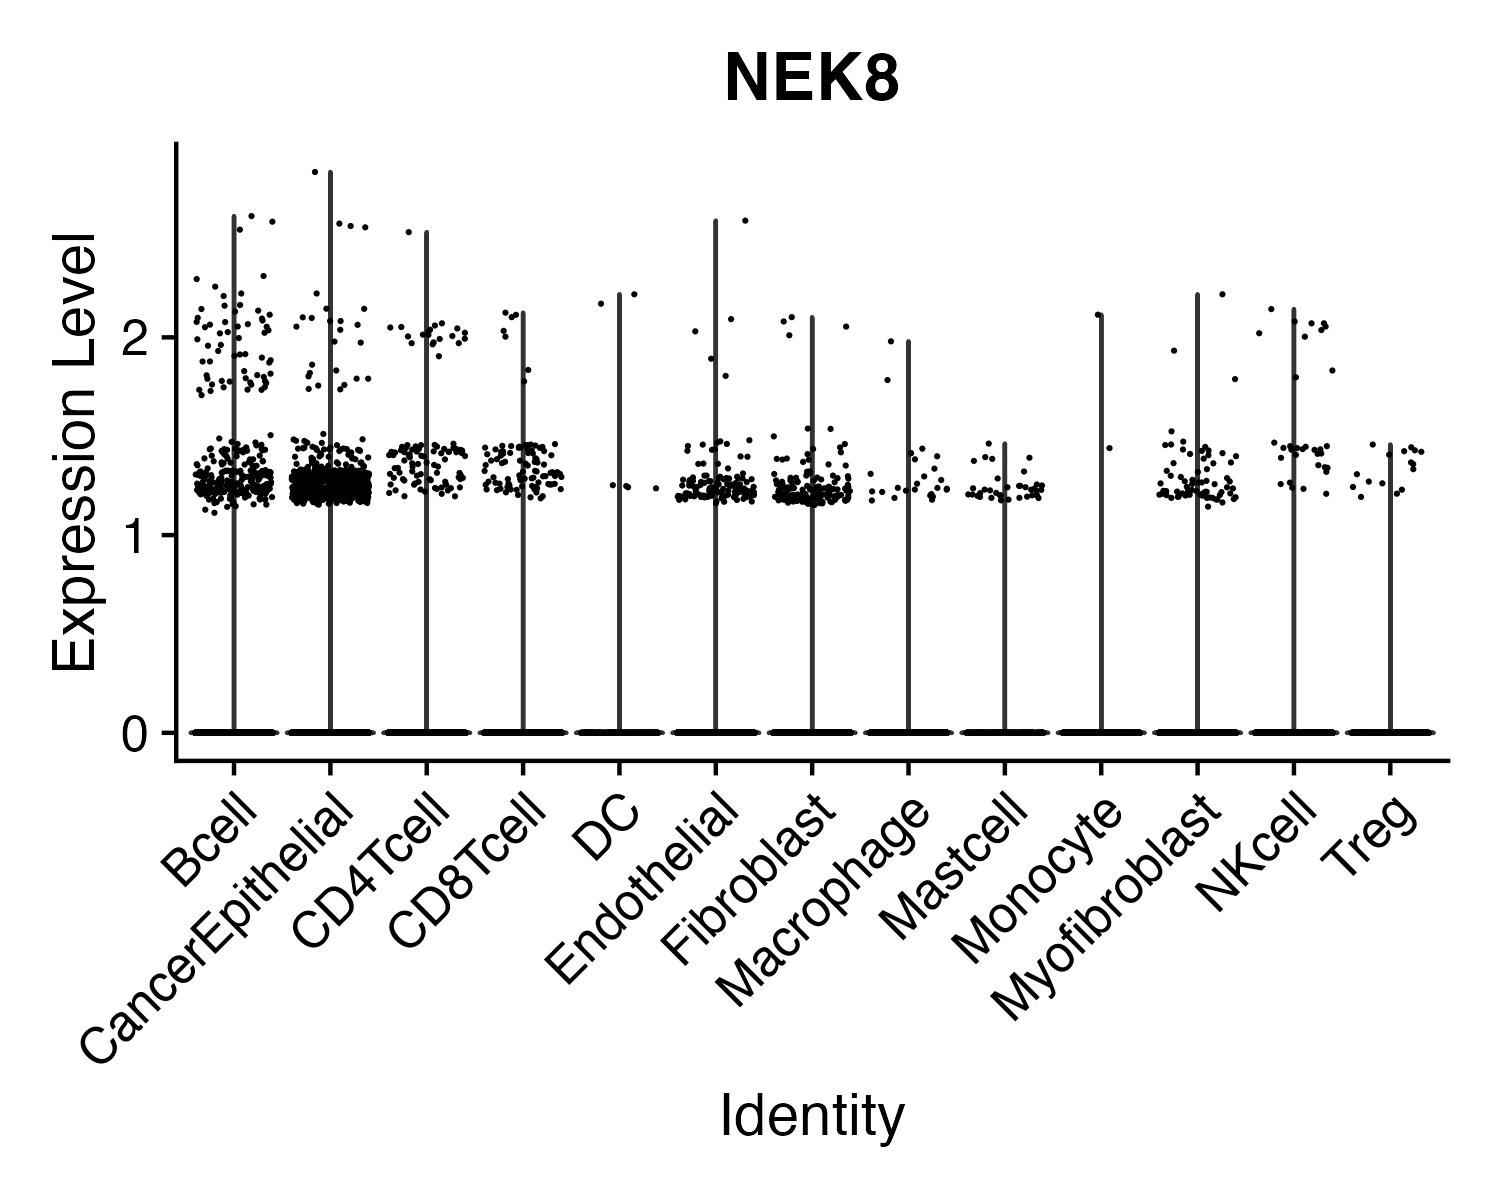 NEK8
Expression Level
2
1
0
Bcell
CancerEpithelial
CD4Tcell
CD8Tcell
DC
Endothelial
Fibroblast
Macrophage
Mastcell
Monocyte
Myofibroblast
NKcell
Treg
Identity